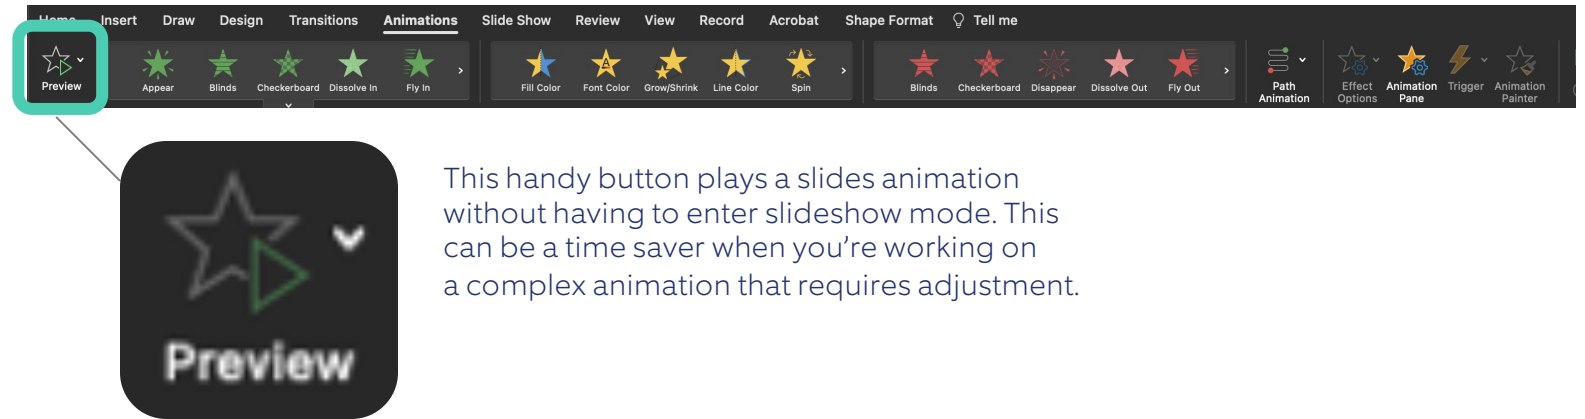 Home Insert Draw Design Transitions Animations Slide Show Review View Record Acrobat Shape Format Tell me
Preview Appear Blinds Checkerboard Dissolve In Fly In Fill Color Font Color Grow/Shrink Line Color Spin Blinds Checkerboard Disappear Dissolve Out Fly Out Path Animation Effect Options Animation Pane Trigger Animation Painter
This handy button plays a slides animation
without having to enter slideshow mode. This
can be a time saver when you’re working on
a complex animation that requires adjustment.
Preview